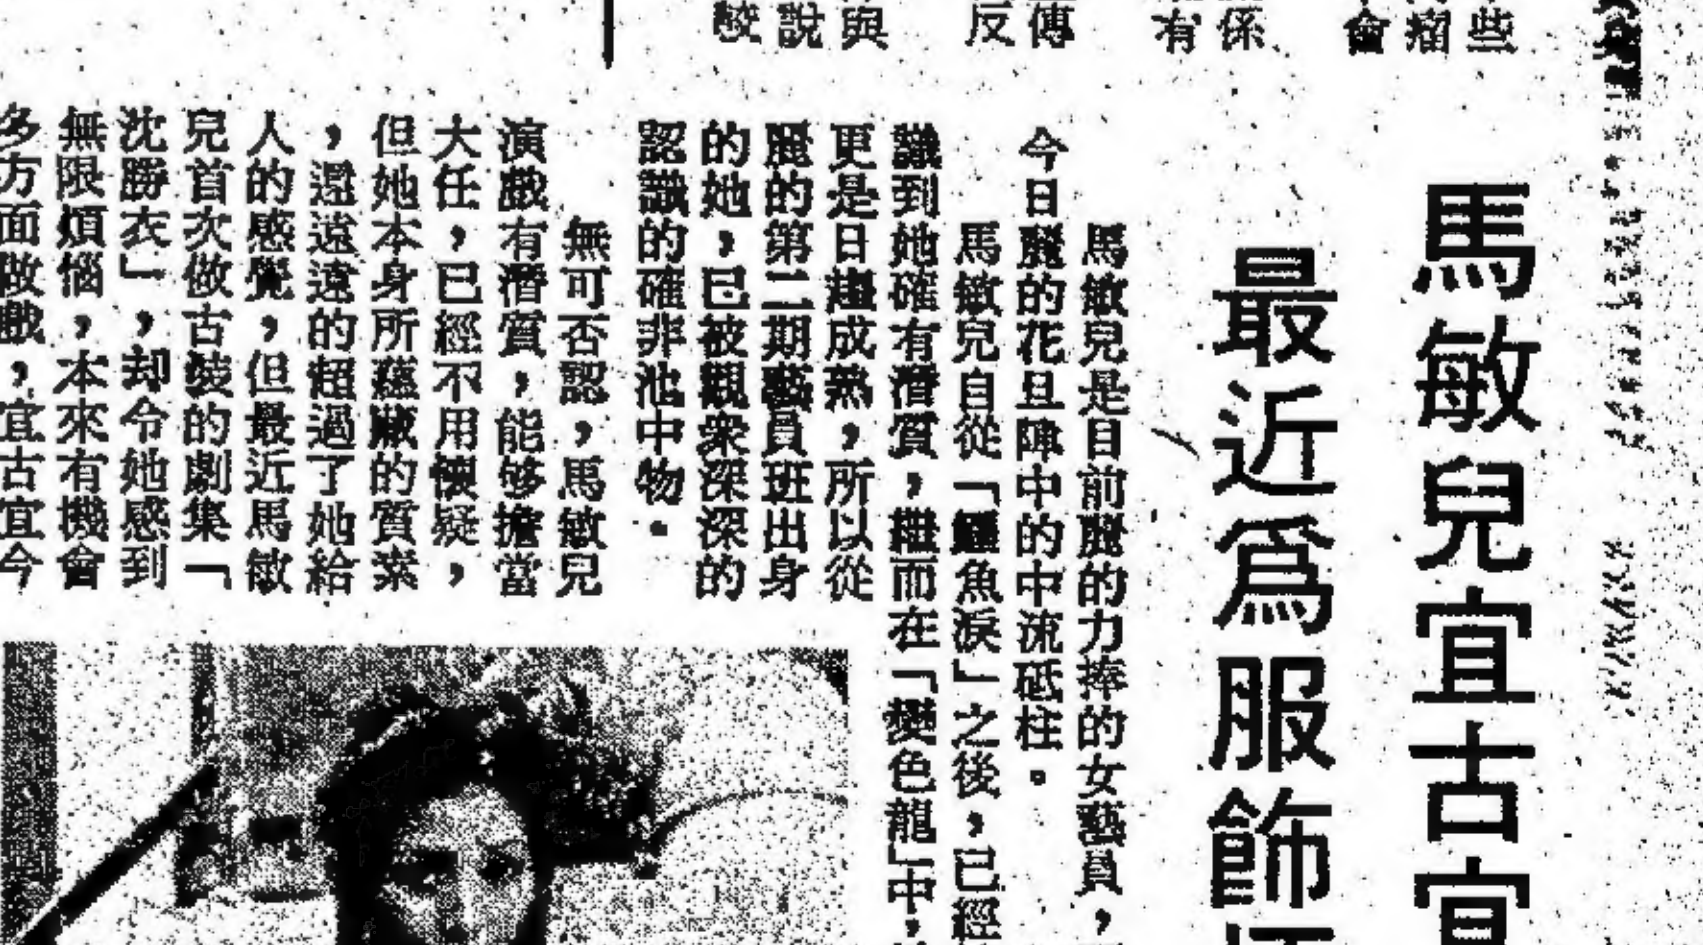 些
瘤
會
係
有
傳
反
與
說
馬敏兒宜古宜
最近爲服飾
馬敏兒是目前麗的力捧的女藝員，
今日麗的花旦陣中的中流砥柱。
馬敏兒自從「鱷魚淚」之後，已經
識到她確有潛質，繼而在「變色龍」中，
更是日趨成熟，所以從
麗的第二期藝員班出身
的她，已被觀衆深深的
認識的確非池中物。
無可否認，馬敏兒
演戲有潛質，能够擔當
大任，已經不用懷疑，
但她本身所蘊藏的質素
，還遠遠的超過了她給
人的感覺，但最近馬敏
兒首次做古裝的劇集「
沈勝衣」，却令她感到
無限煩惱，本來有機會
多方面做戲，宜古宜今